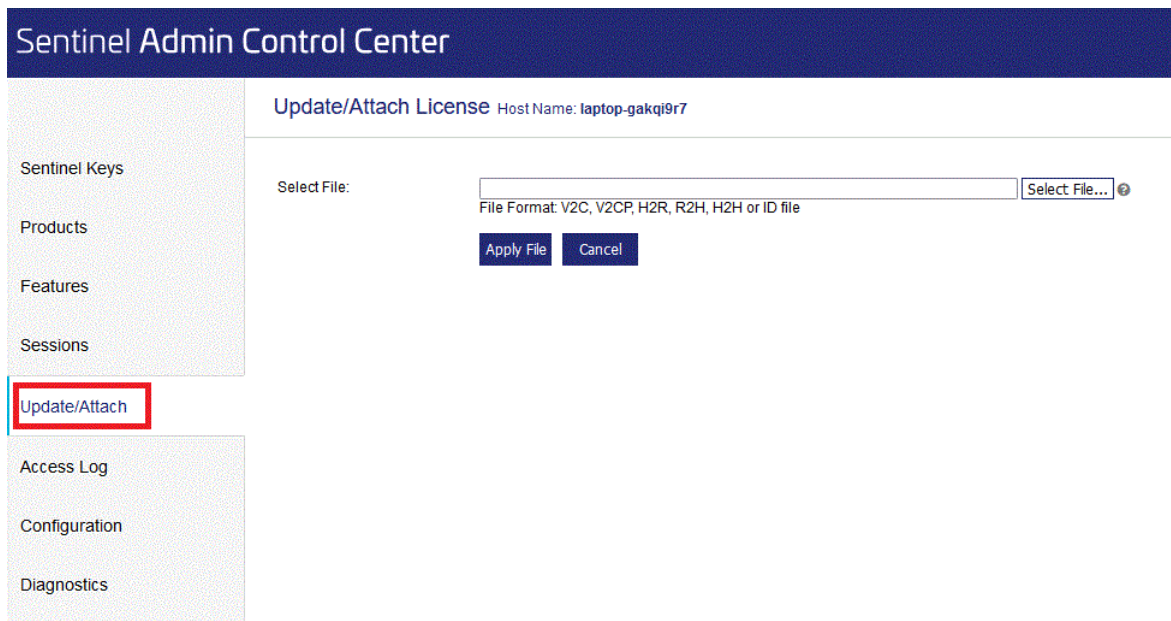 Sentinel Admin Control Center
Update/Attach License Host Name: laptop-gakqi9r7
Sentinel Keys
Products
Features
Sessions
Update/Attach
Access Log
Configuration
Diagnostics
Select File:
Select File... ?
File Format: V2C, V2CP, H2R, R2H, H2H or ID file
Apply File Cancel